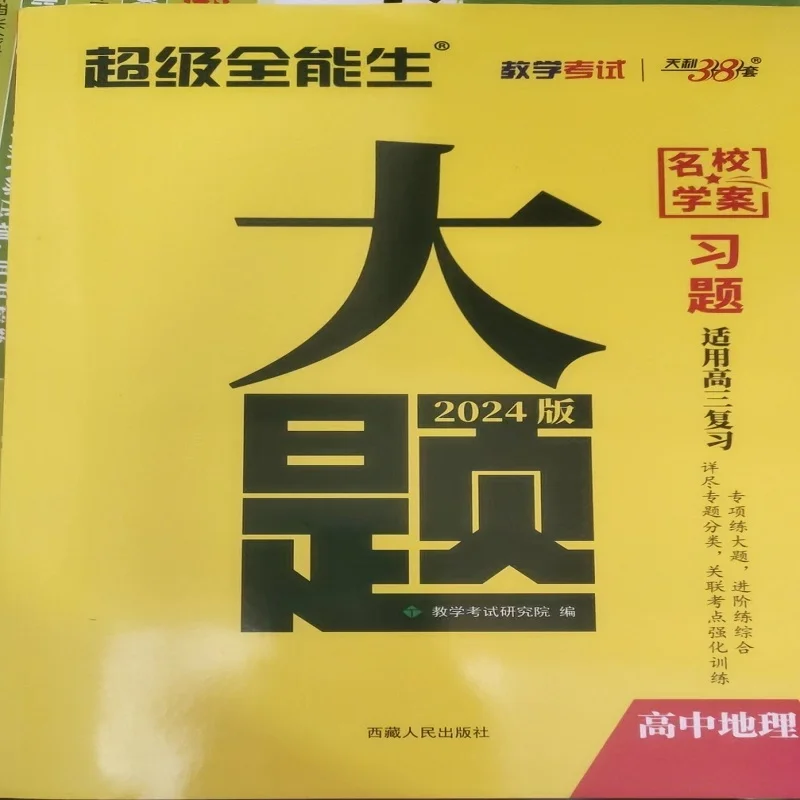 超级全能生®
教学考试
天利38套®
名校
学案
习题
大题
2024版
适用高三复习
专项练大题，进阶练综合
详尽专题分类，关联考点强化训练
教学考试研究院 编
西藏人民出版社
高中地理